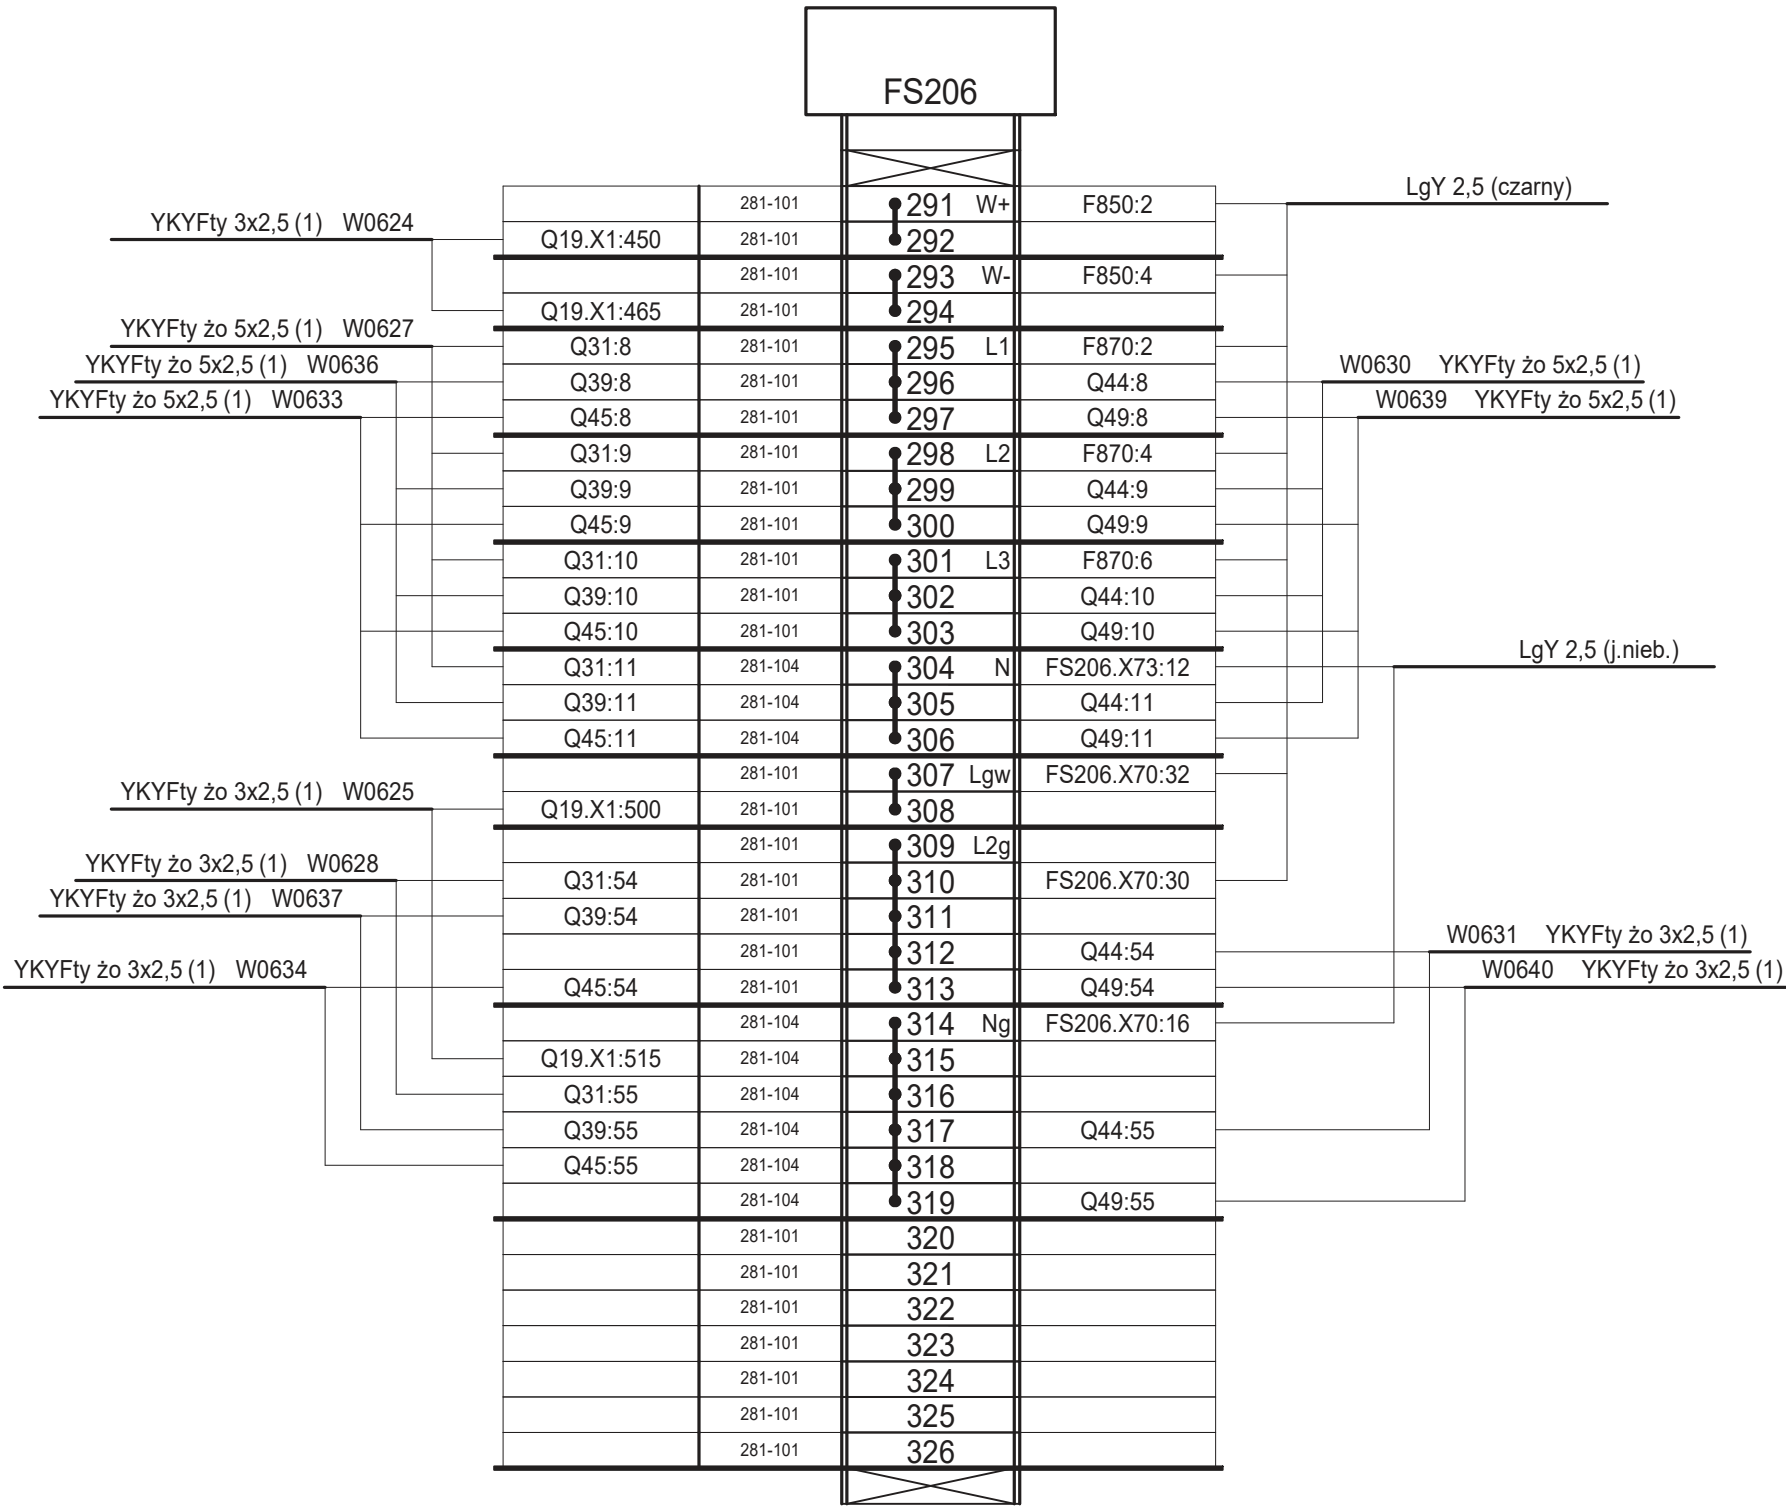 FS206
LgY 2,5 (czarny)
281-101 291 W+ F850:2
YKYFty 3x2,5 (1) W0624
Q19.X1:450 281-101 292
281-101 293 W- F850:4
Q19.X1:465 281-101 294
YKYFty żo 5x2,5 (1) W0627
Q31:8 281-101 295 L1 F870:2
YKYFty żo 5x2,5 (1) W0636
W0630 YKYFty żo 5x2,5 (1)
Q39:8 281-101 296 Q44:8
YKYFty żo 5x2,5 (1) W0633
W0639 YKYFty żo 5x2,5 (1)
Q45:8 281-101 297 Q49:8
Q31:9 281-101 298 L2 F870:4
Q39:9 281-101 299 Q44:9
Q45:9 281-101 300 Q49:9
Q31:10 281-101 301 L3 F870:6
Q39:10 281-101 302 Q44:10
Q45:10 281-101 303 Q49:10
LgY 2,5 (j.nieb.)
Q31:11 281-104 304 N FS206.X73:12
Q39:11 281-104 305 Q44:11
Q45:11 281-104 306 Q49:11
281-101 307 Lgw FS206.X70:32
YKYFty żo 3x2,5 (1) W0625
Q19.X1:500 281-101 308
281-101 309 L2g
YKYFty żo 3x2,5 (1) W0628
Q31:54 281-101 310 FS206.X70:30
YKYFty żo 3x2,5 (1) W0637
Q39:54 281-101 311
W0631 YKYFty żo 3x2,5 (1)
281-101 312 Q44:54
YKYFty żo 3x2,5 (1) W0634
W0640 YKYFty żo 3x2,5 (1)
Q45:54 281-101 313 Q49:54
281-104 314 Ng FS206.X70:16
Q19.X1:515 281-104 315
Q31:55 281-104 316
Q39:55 281-104 317 Q44:55
Q45:55 281-104 318
281-104 319 Q49:55
281-101 320
281-101 321
281-101 322
281-101 323
281-101 324
281-101 325
281-101 326